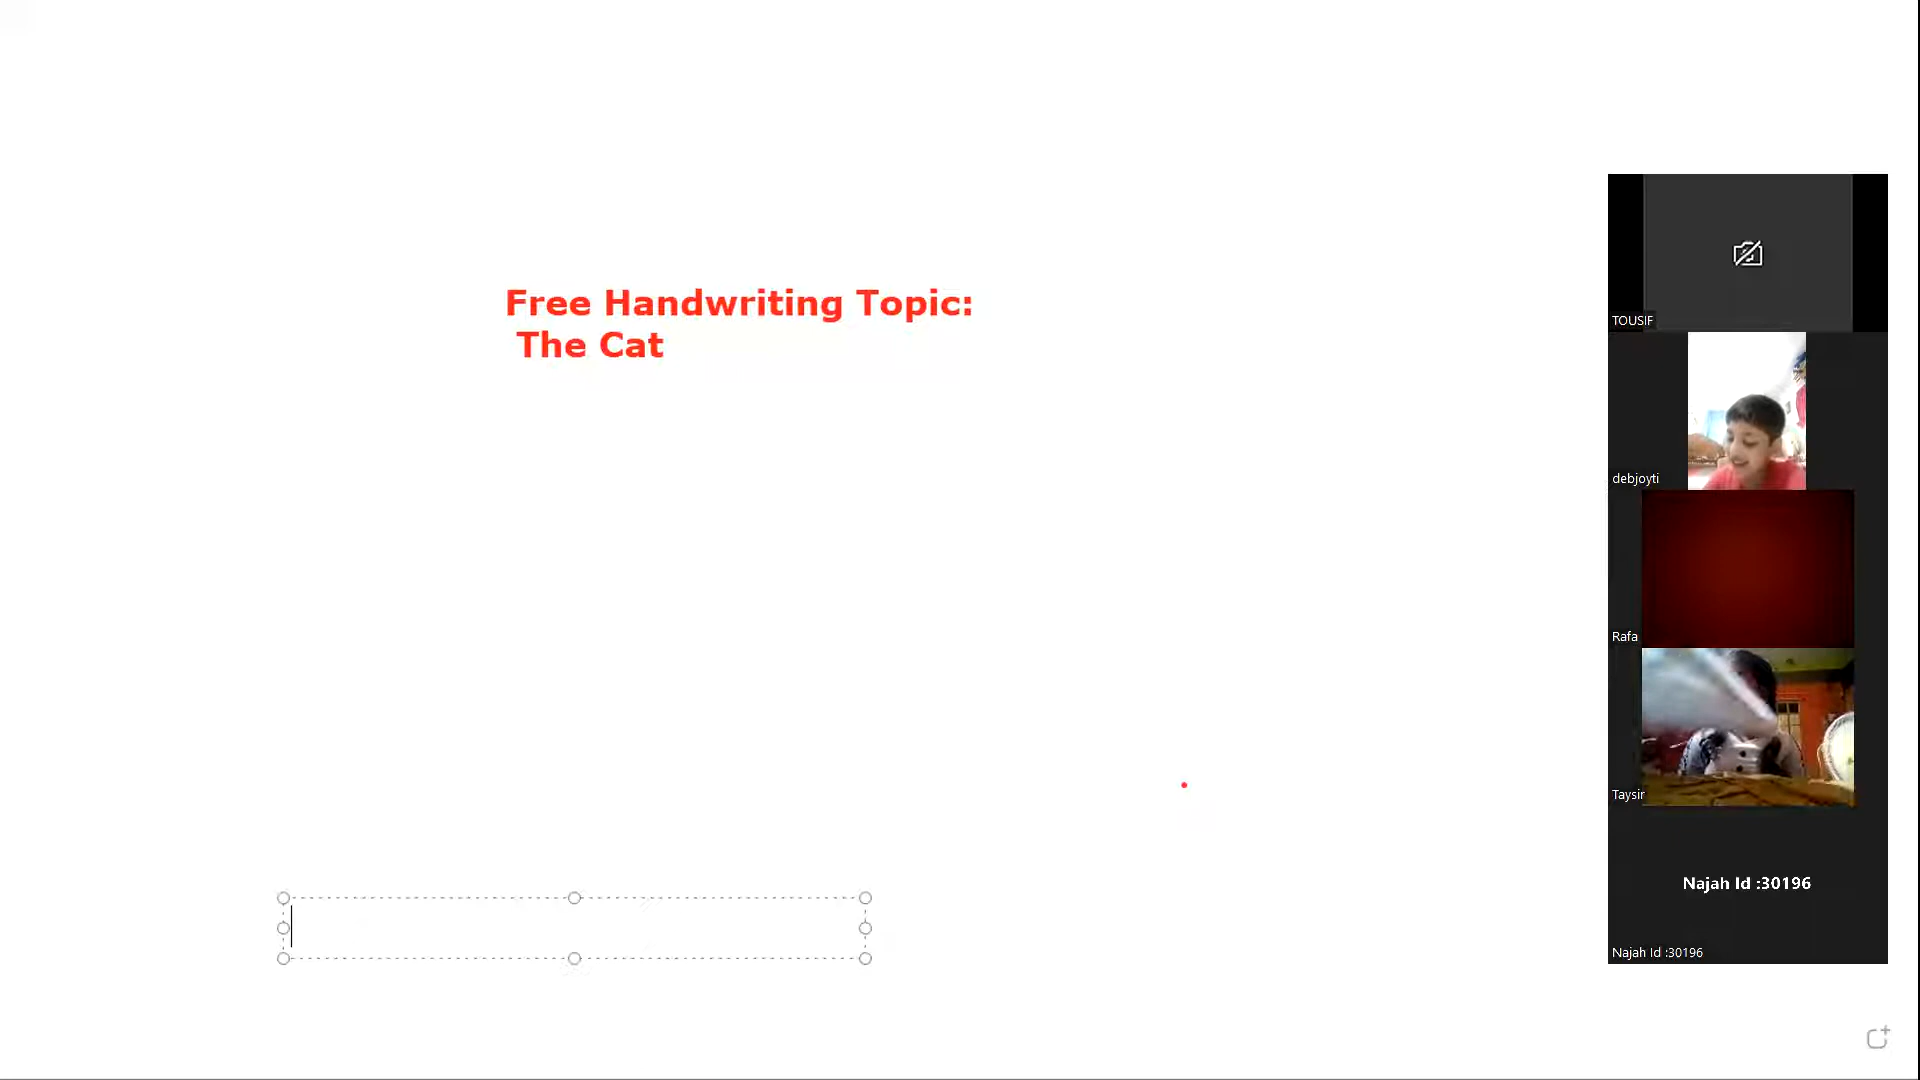 Free Handwriting Topic:
The Cat
TOUSIF
debjoyti
Rafa
Taysir
Najah Id :30196
Najah Id :30196